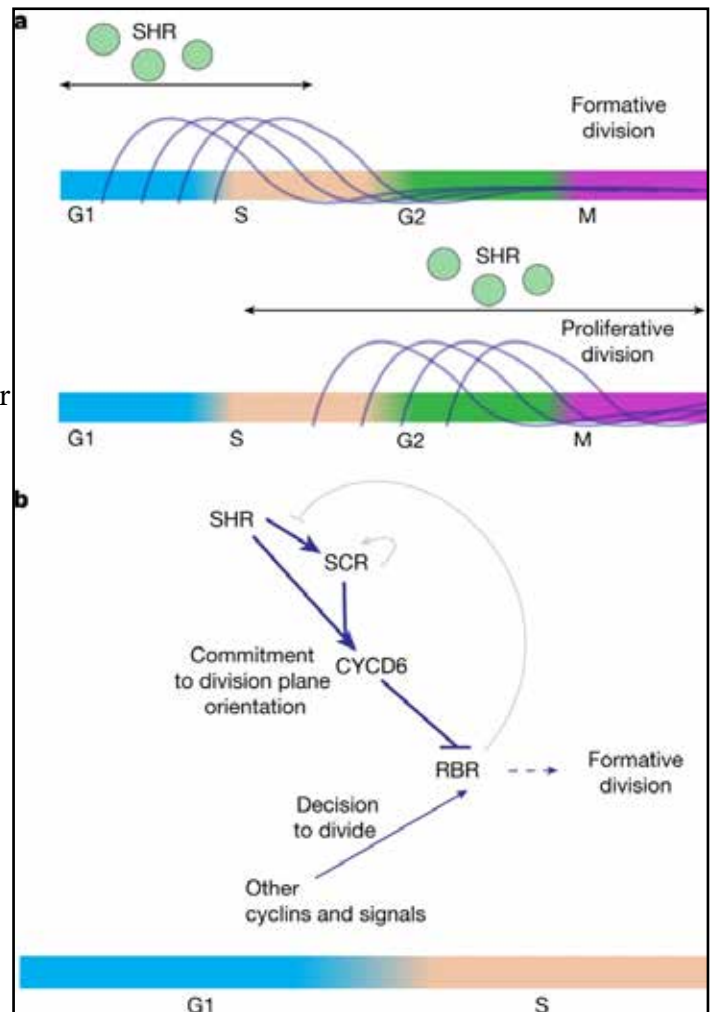 a
SHR
Formative
division
G1 S G2 M
SHR
Proliferative
division
r
G1 S G2 M
b
SHR
SCR
Commitment
to division plane
orientation
CYCD6
RBR
Formative
division
Decision
to divide
Other
cyclins and signals
G1 S